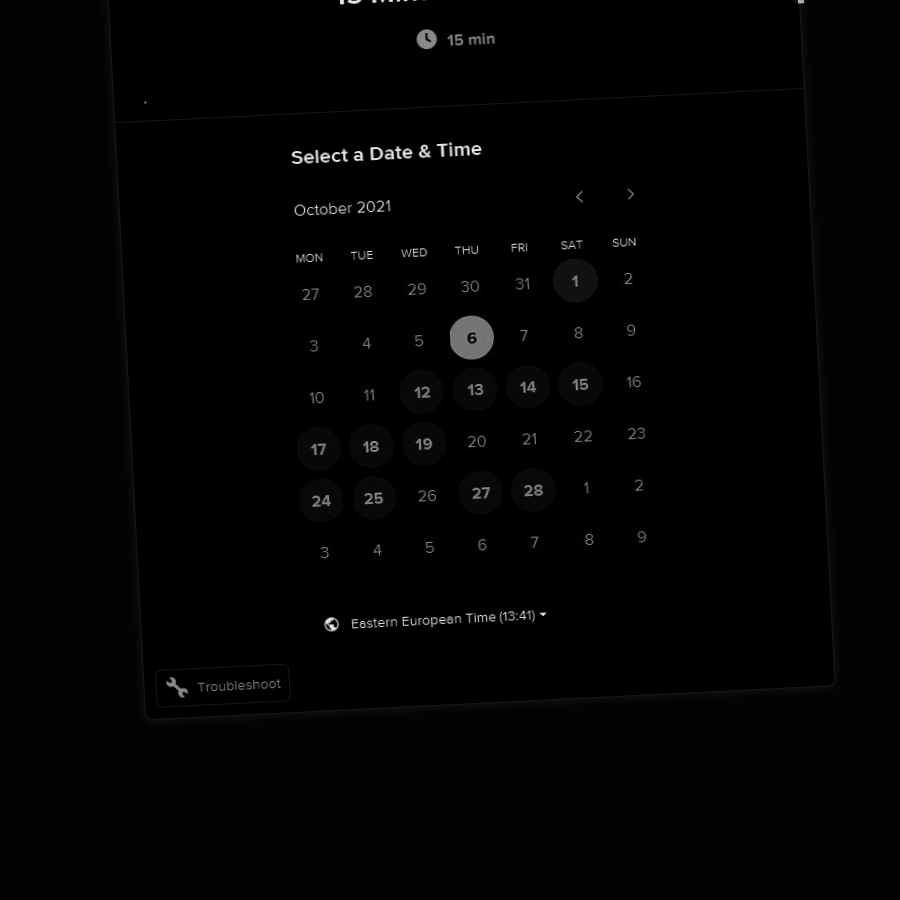 15 min
Select a Date & Time
October 2021
MON TUE WED THU FRI SAT SUN
27 28 29 30 31 1 2
3 4 5 6 7 8 9
10 11 12 13 14 15 16
17 18 19 20 21 22 23
24 25 26 27 28 1 2
3 4 5 6 7 8 9
Eastern European Time (13:41)
Troubleshoot